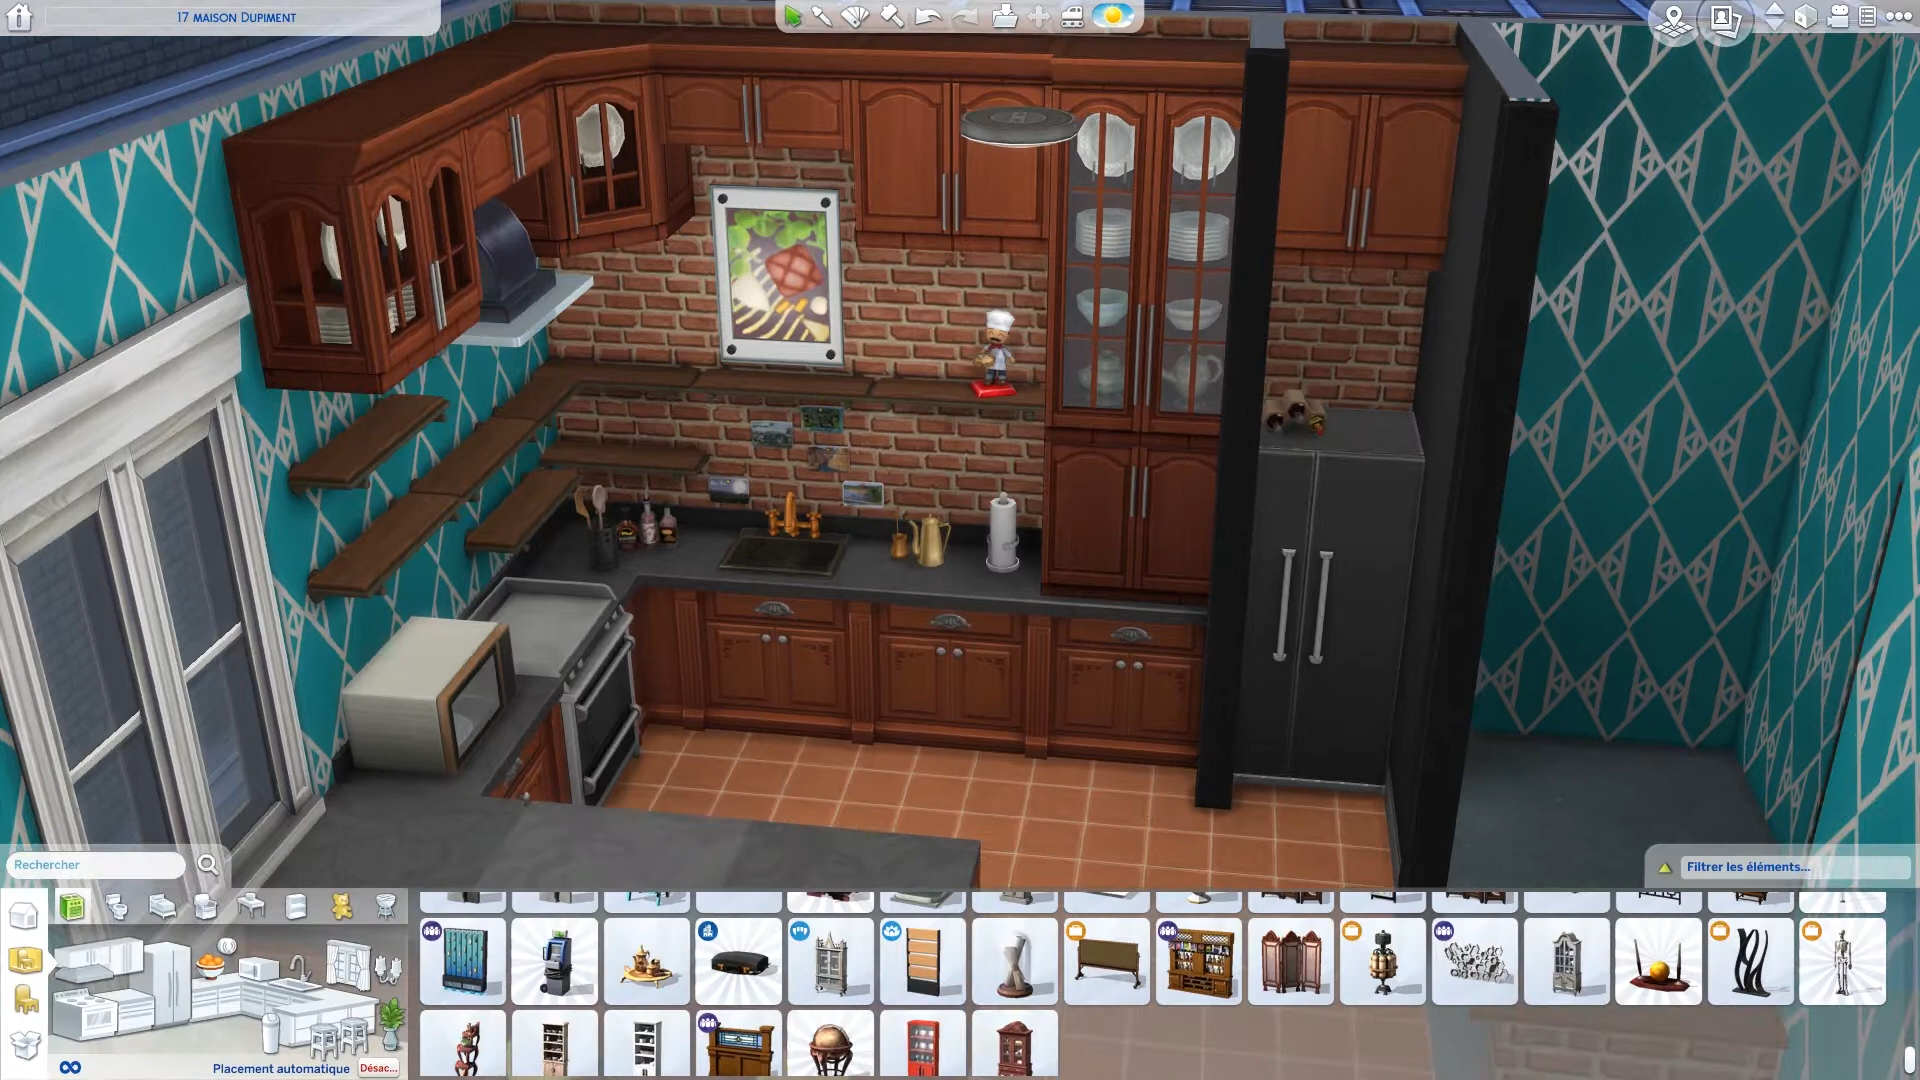 17 MAISON DUPIMENT
H
Rechercher
Filtrer les éléments...
Placement automatique
Désac...